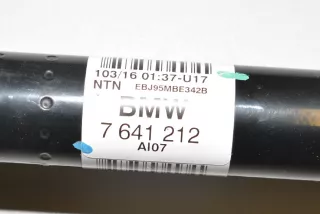 103/16 01:37-U17
NTN EBJ95MBE342B
BMW
7 641 212
AI07